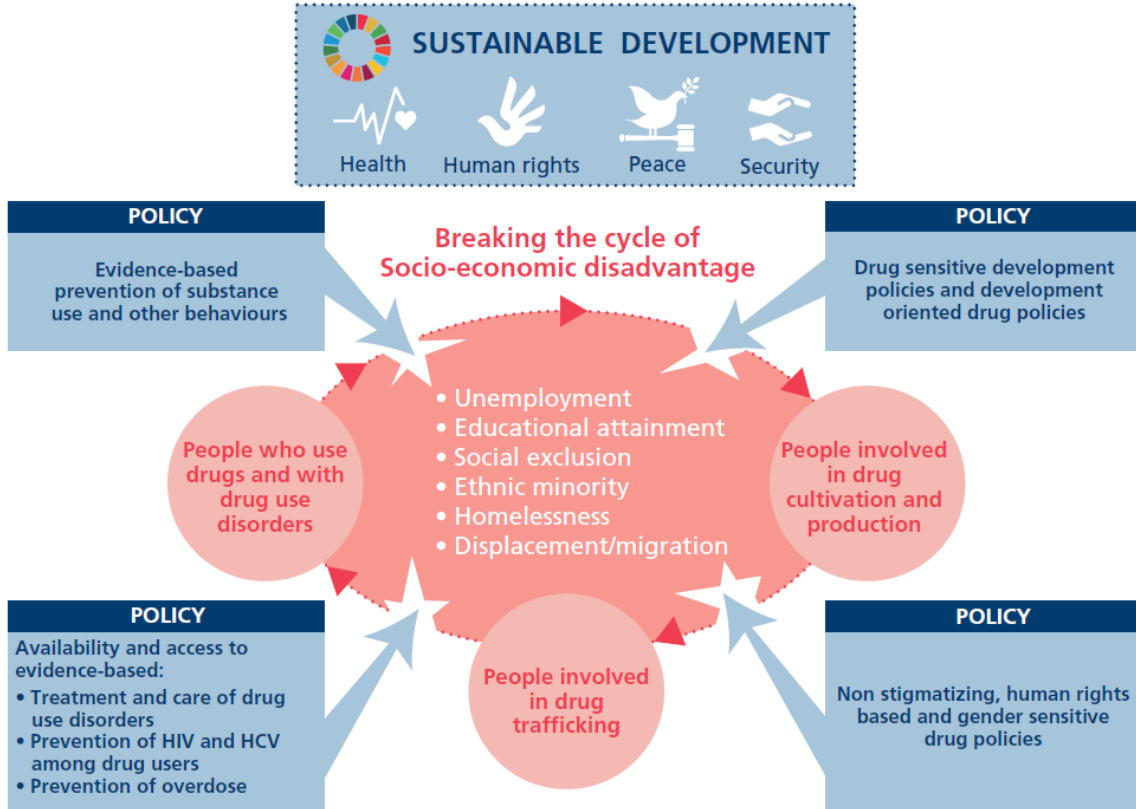 SUSTAINABLE DEVELOPMENT
Health
Human rights
Peace
Security
POLICY
Evidence-based
prevention of substance
use and other behaviours
Breaking the cycle of
Socio-economic disadvantage
POLICY
Drug sensitive development
policies and development
oriented drug policies
People who use
drugs and with
drug use
disorders
• Unemployment
• Educational attainment
• Social exclusion
• Ethnic minority
• Homelessness
• Displacement/migration
People involved
in drug
cultivation and
production
POLICY
Availability and access to
evidence-based:
• Treatment and care of drug
use disorders
• Prevention of HIV and HCV
among drug users
• Prevention of overdose
People involved
in drug
trafficking
POLICY
Non stigmatizing, human rights
based and gender sensitive
drug policies